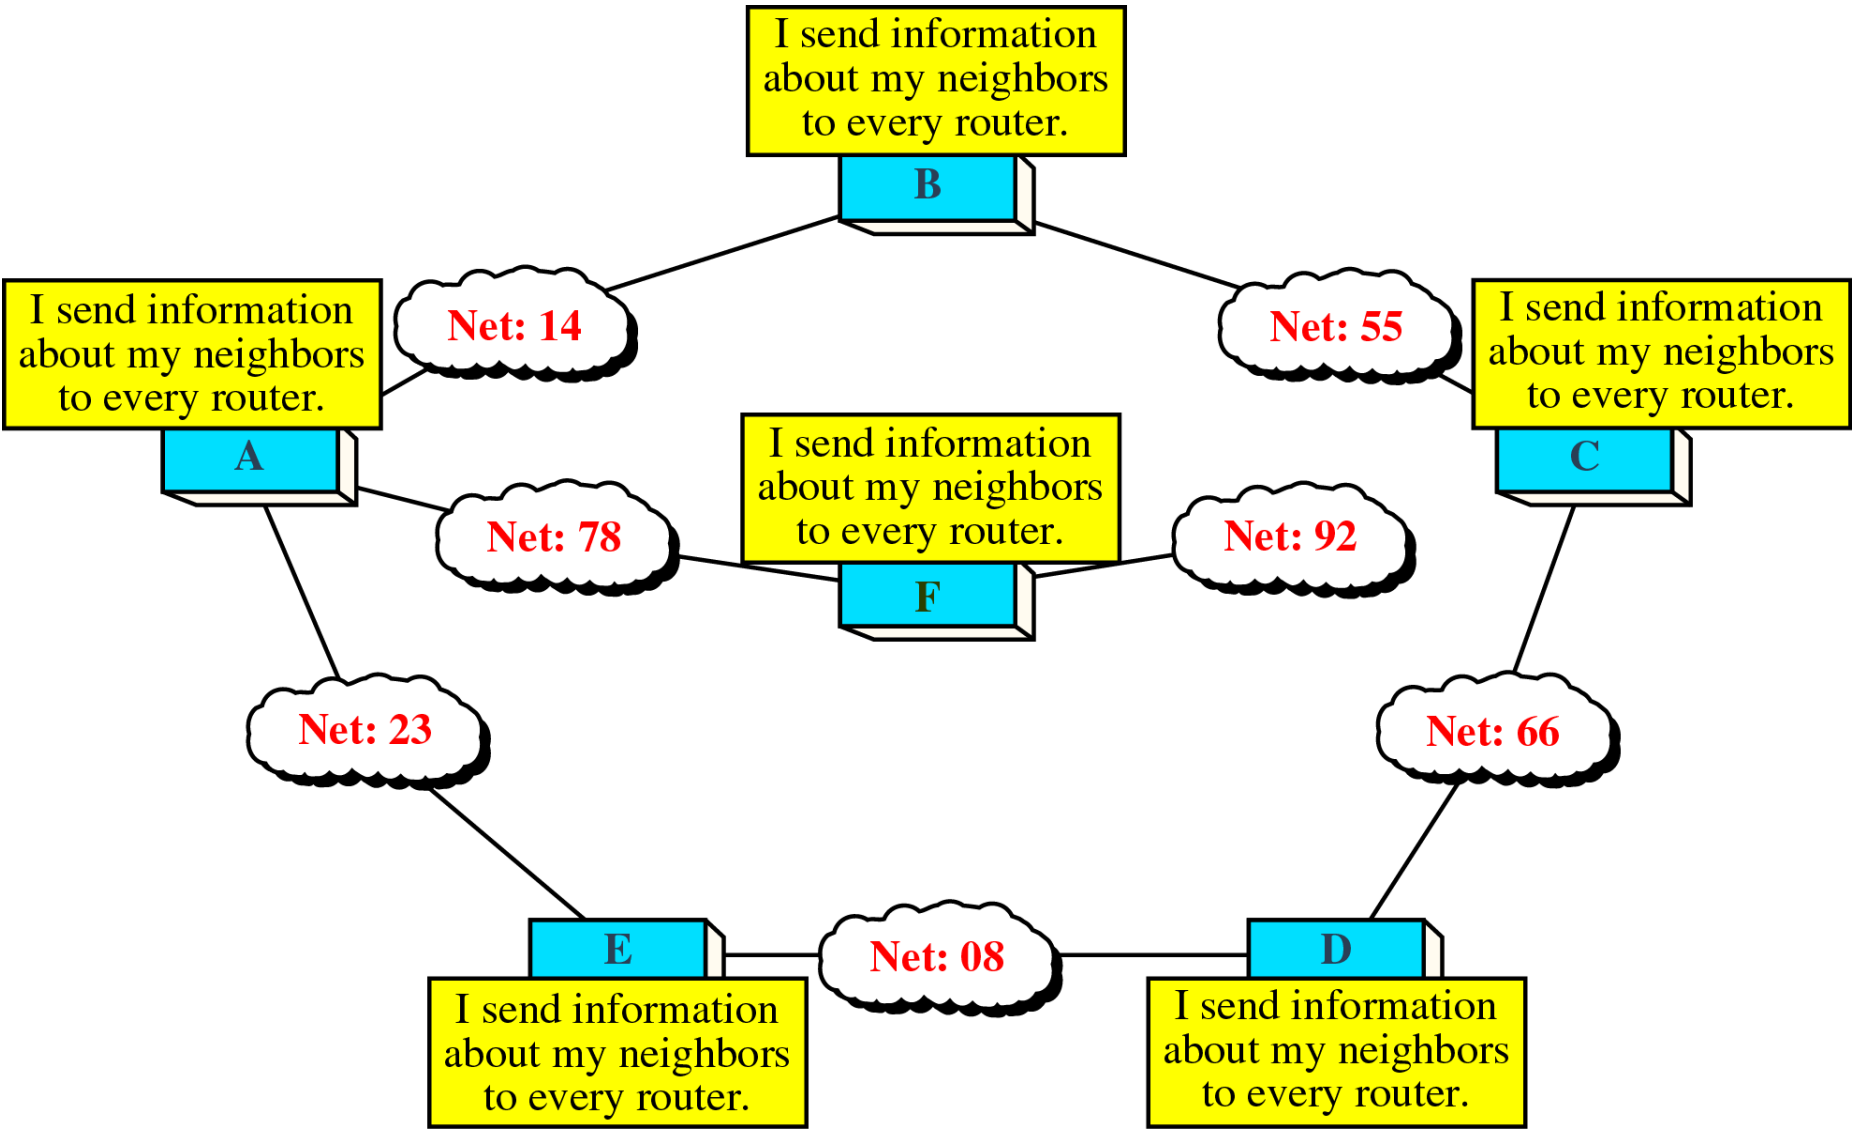 I send information
about my neighbors
to every router.
B
I send information
about my neighbors
to every router.
A
Net: 14
Net: 55
I send information
about my neighbors
to every router.
C
Net: 78
I send information
about my neighbors
to every router.
F
Net: 92
Net: 23
Net: 66
E
I send information
about my neighbors
to every router.
Net: 08
D
I send information
about my neighbors
to every router.